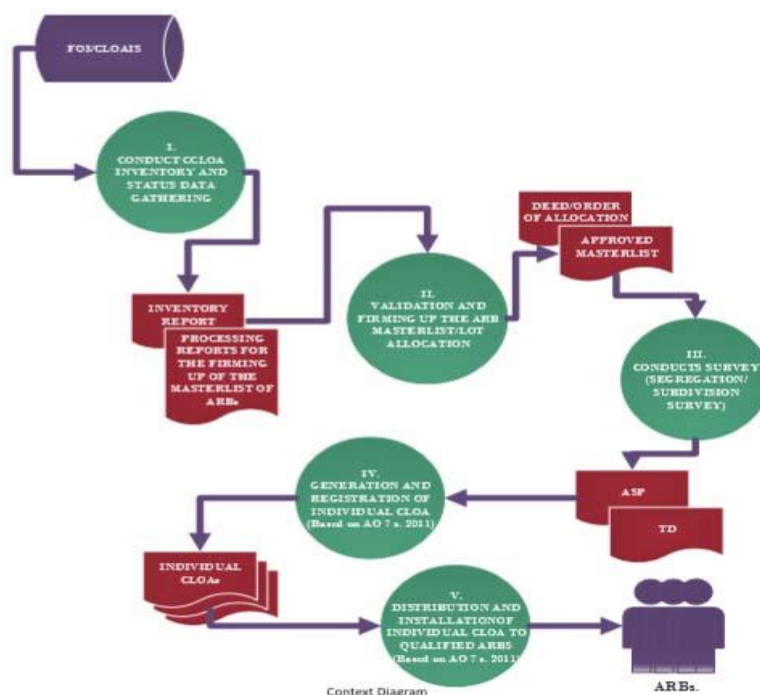 FOI/CLOAIS
I.
CONDUCT CCLOA
INVENTORY AND
STATUS DATA
GATHERING
INVENTORY
REPORT
PROCESSING
REPORTS FOR
THE FIRMING
UP OF THE
MASTERLIST OF
ARBs
II.
VALIDATION AND
FIRMING UP THE ARB
MASTERLIST/LOT
ALLOCATION
DEED/ORDER
OF ALLOCATION
APPROVED
MASTERLIST
III.
CONDUCTS SURVEY
(SEGREGATION/
SUBDIVISION
SURVEY)
ASP
TD
IV.
GENERATION AND
REGISTRATION OF
INDIVIDUAL CLOA
(Based on AO 7 s. 2011)
INDIVIDUAL
CLOAs
V.
DISTRIBUTION AND
INSTALLATIONOF
INDIVIDUAL CLOA TO
QUALIFIED ARBS
(Based on AO 7 s. 2011)
ARBs.
Context Diagram